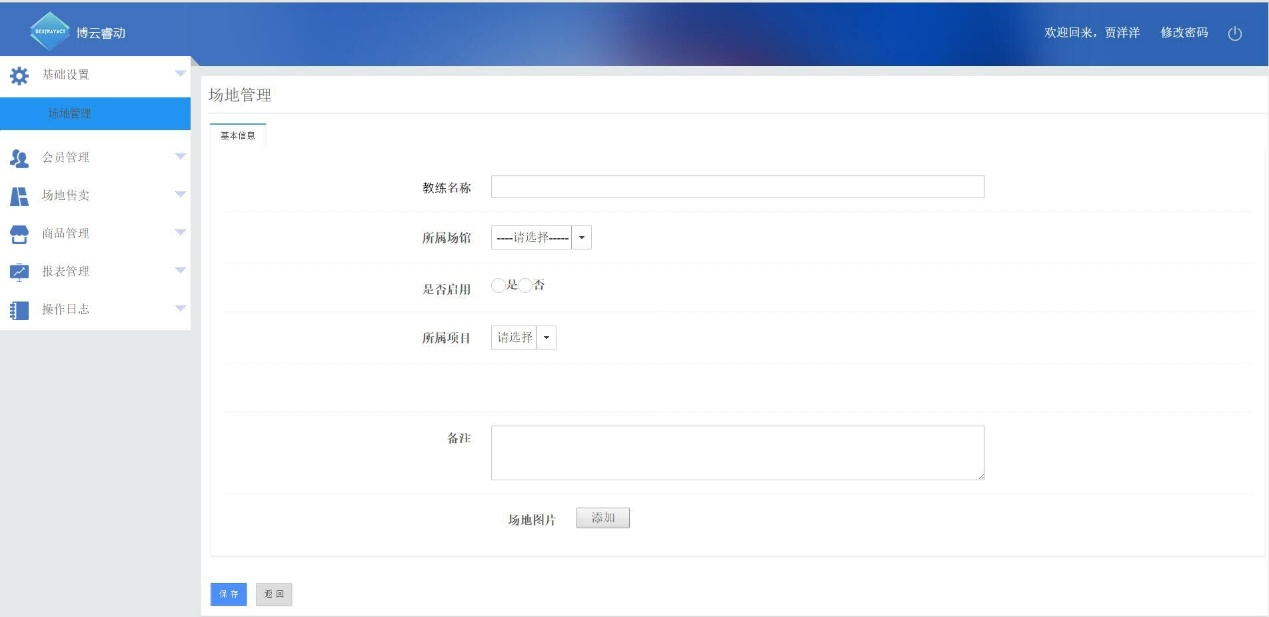 BESTWAYACT 博云睿动
欢迎回来，贾洋洋 修改密码
基础设置
场地管理
会员管理
场地售卖
商品管理
报表管理
操作日志
场地管理
基本信息
教练名称
所属场馆 ----请选择-----
是否启用 是 否
所属项目 请选择
备注
场地图片 添加
保存 返回